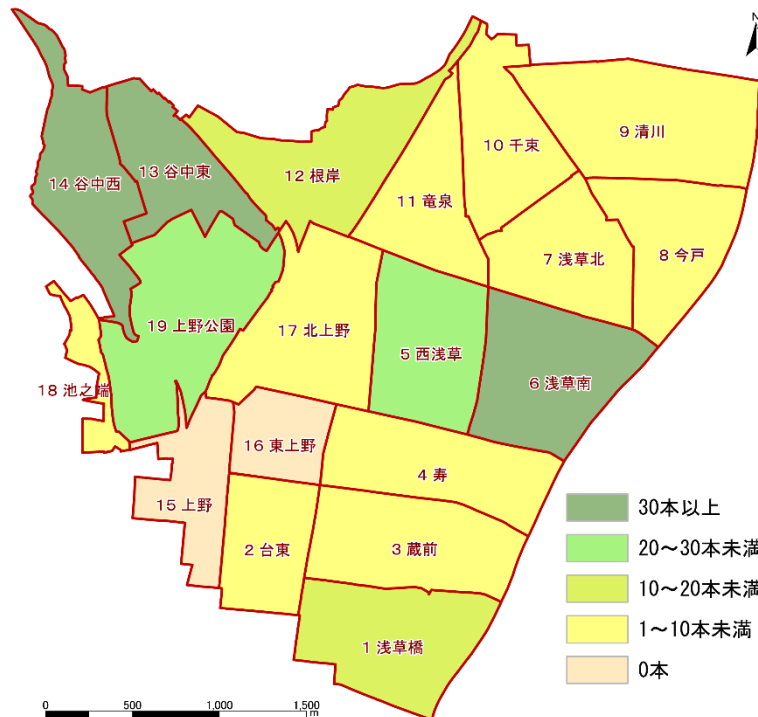 N
9 清川
10 千束
12 根岸
13 谷中東
14 谷中西
11 竜泉
8 今戸
7 浅草北
19 上野公園
17 北上野
5 西浅草
6 浅草南
18 池之端
16 東上野
4 寿
15 上野
2 台東
3 蔵前
1 浅草橋
30本以上
20～30本未満
10～20本未満
1～10本未満
0本
0 500 1,000 1,500
m